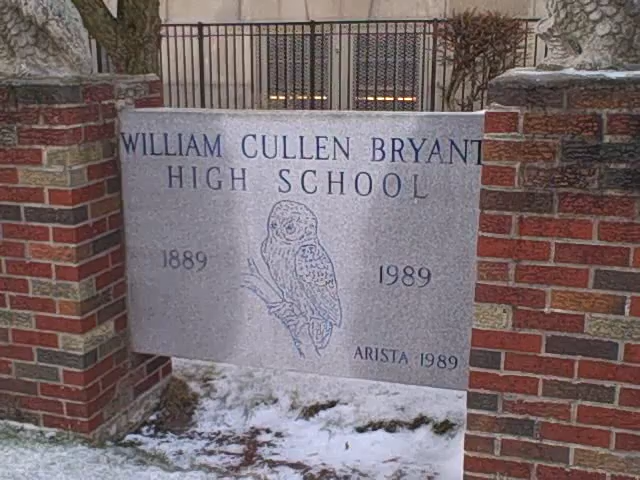 WILLIAM CULLEN BRYANT
HIGH SCHOOL
1889
1989
ARISTA 1989